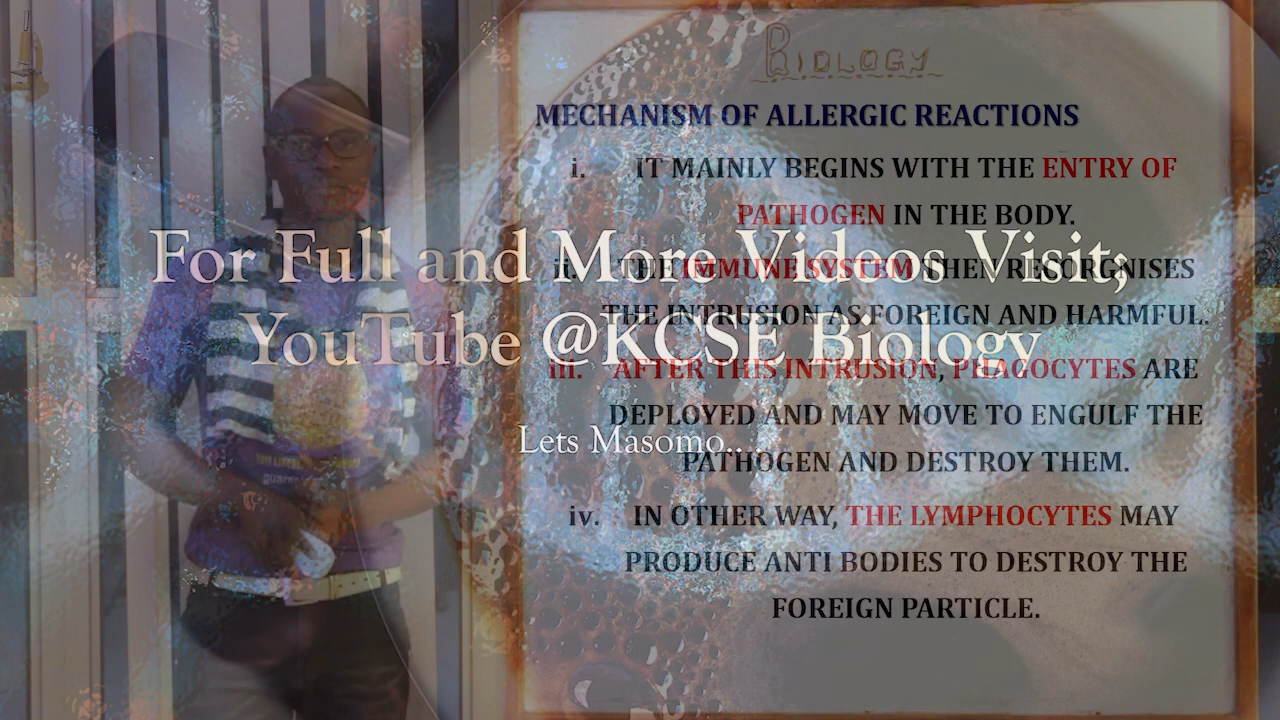 BIOLOGY
MECHANISM OF ALLERGIC REACTIONS
i. IT MAINLY BEGINS WITH THE ENTRY OF
PATHOGEN IN THE BODY.
For Full and More Videos Visit;
ii. THE IMMUNE SYSTEM THEN RECORGNISES
THE INTRUSION AS FOREIGN AND HARMFUL.
YouTube @KCSE Biology
iii. AFTER THIS INTRUSION, PHAGOCYTES ARE
DEPLOYED AND MAY MOVE TO ENGULF THE
Lets Masomo...
PATHOGEN AND DESTROY THEM.
iv. IN OTHER WAY, THE LYMPHOCYTES MAY
PRODUCE ANTI BODIES TO DESTROY THE
FOREIGN PARTICLE.